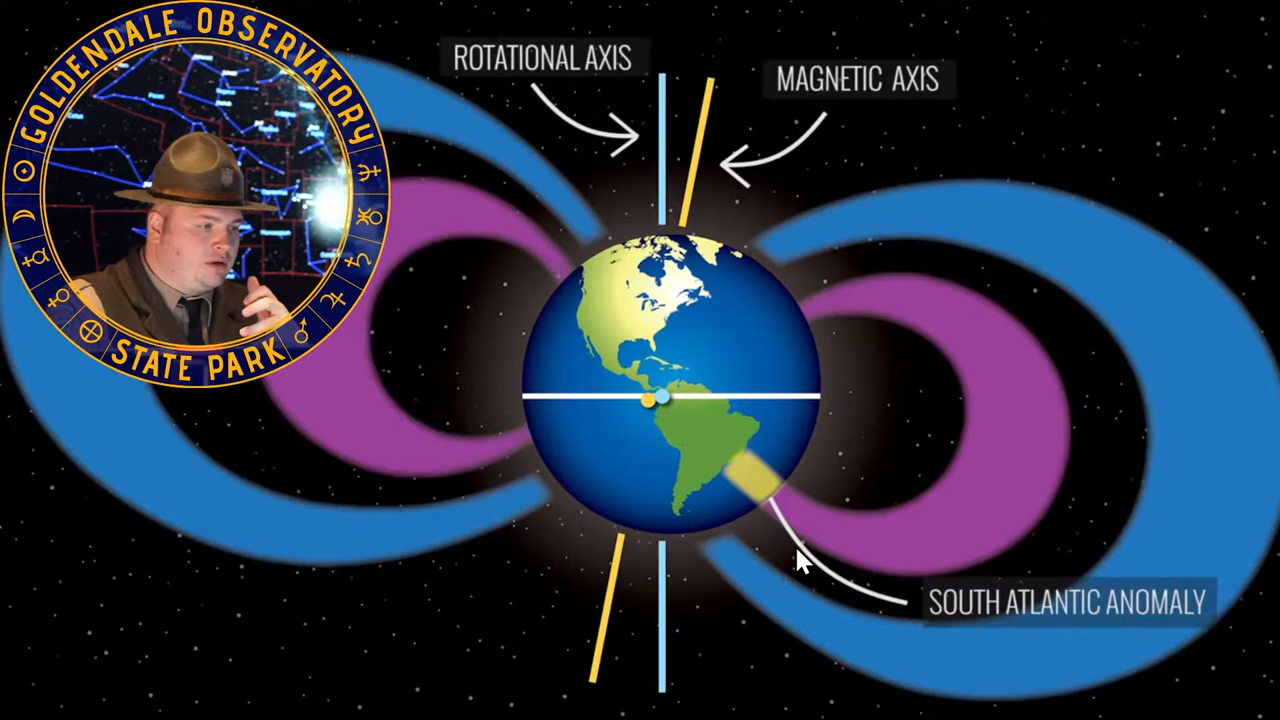 GOLDENDALE OBSERVATORY
STATE PARK
ROTATIONAL AXIS
MAGNETIC AXIS
SOUTH ATLANTIC ANOMALY